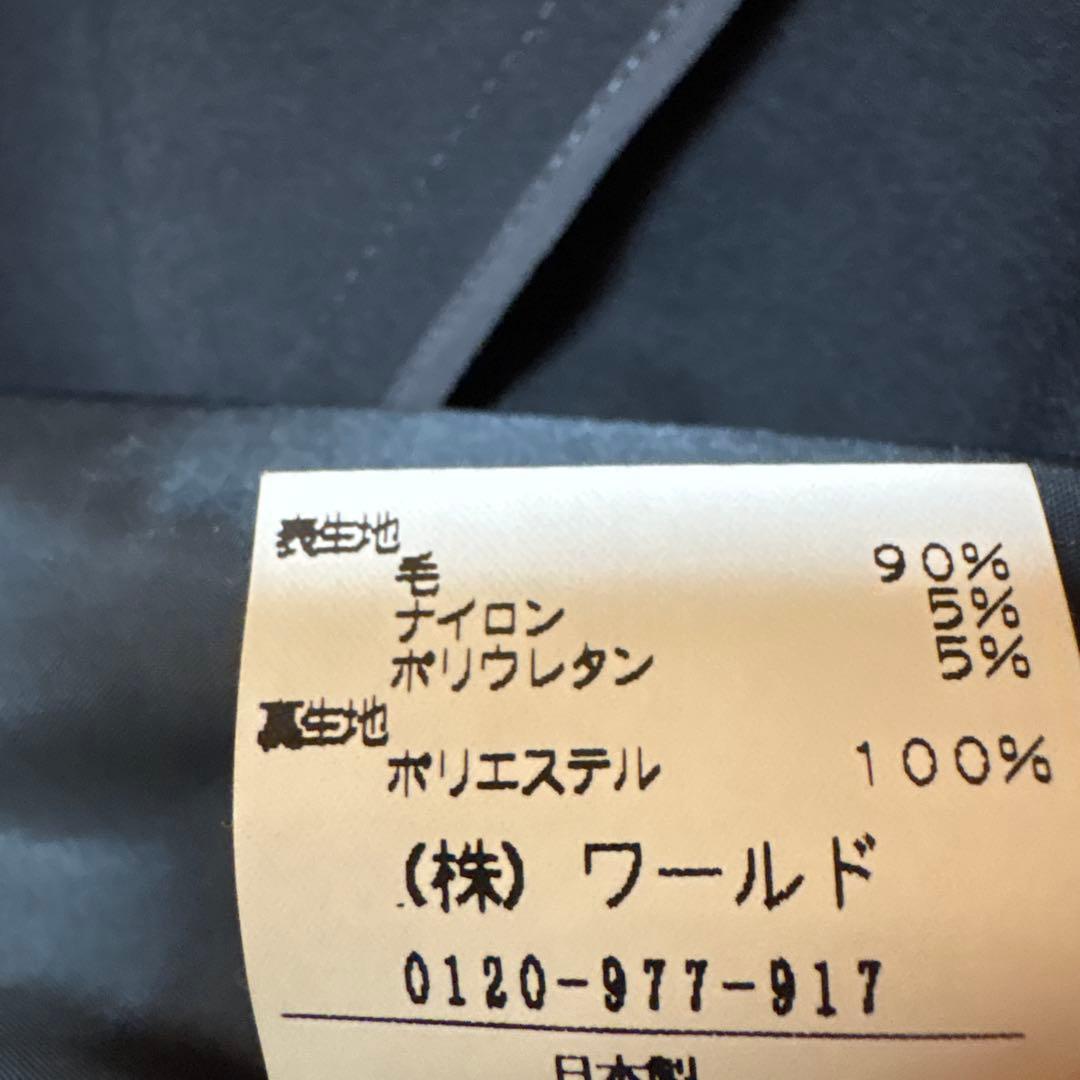 表生地
毛 90%
ナイロン 5%
ポリウレタン 5%
裏生地
ポリエステル 100%
(株) ワールド
0120-977-917
日本製